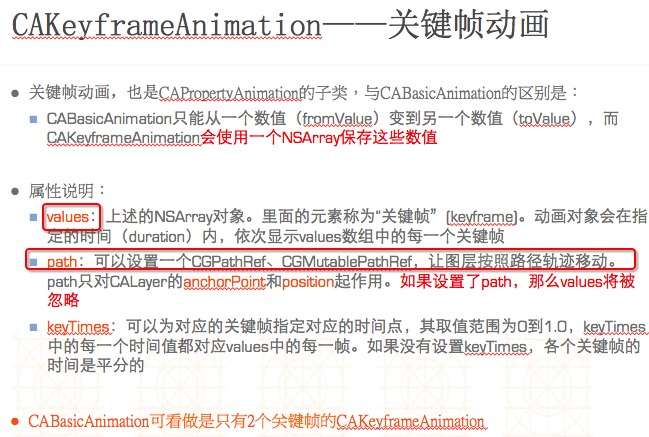 CAKeyframeAnimation——关键帧动画
关键帧动画，也是CAPropertyAnimation的子类，与CABasicAnimation的区别是：
CABasicAnimation只能从一个数值（fromValue）变到另一个数值（toValue），而
CAKeyframeAnimation会使用一个NSArray保存这些数值
属性说明：
values：上述的NSArray对象。里面的元素称为“关键帧”(keyframe)。动画对象会在指
定的时间（duration）内，依次显示values数组中的每一个关键帧
path：可以设置一个CGPathRef、CGMutablePathRef，让图层按照路径轨迹移动。
path只对CALayer的anchorPoint和position起作用。如果设置了path，那么values将被
忽略
keyTimes：可以为对应的关键帧指定对应的时间点，其取值范围为0到1.0，keyTimes
中的每一个时间值都对应values中的每一帧。如果没有设置keyTimes，各个关键帧的
时间是平分的
CABasicAnimation可看做是只有2个关键帧的CAKeyframeAnimation